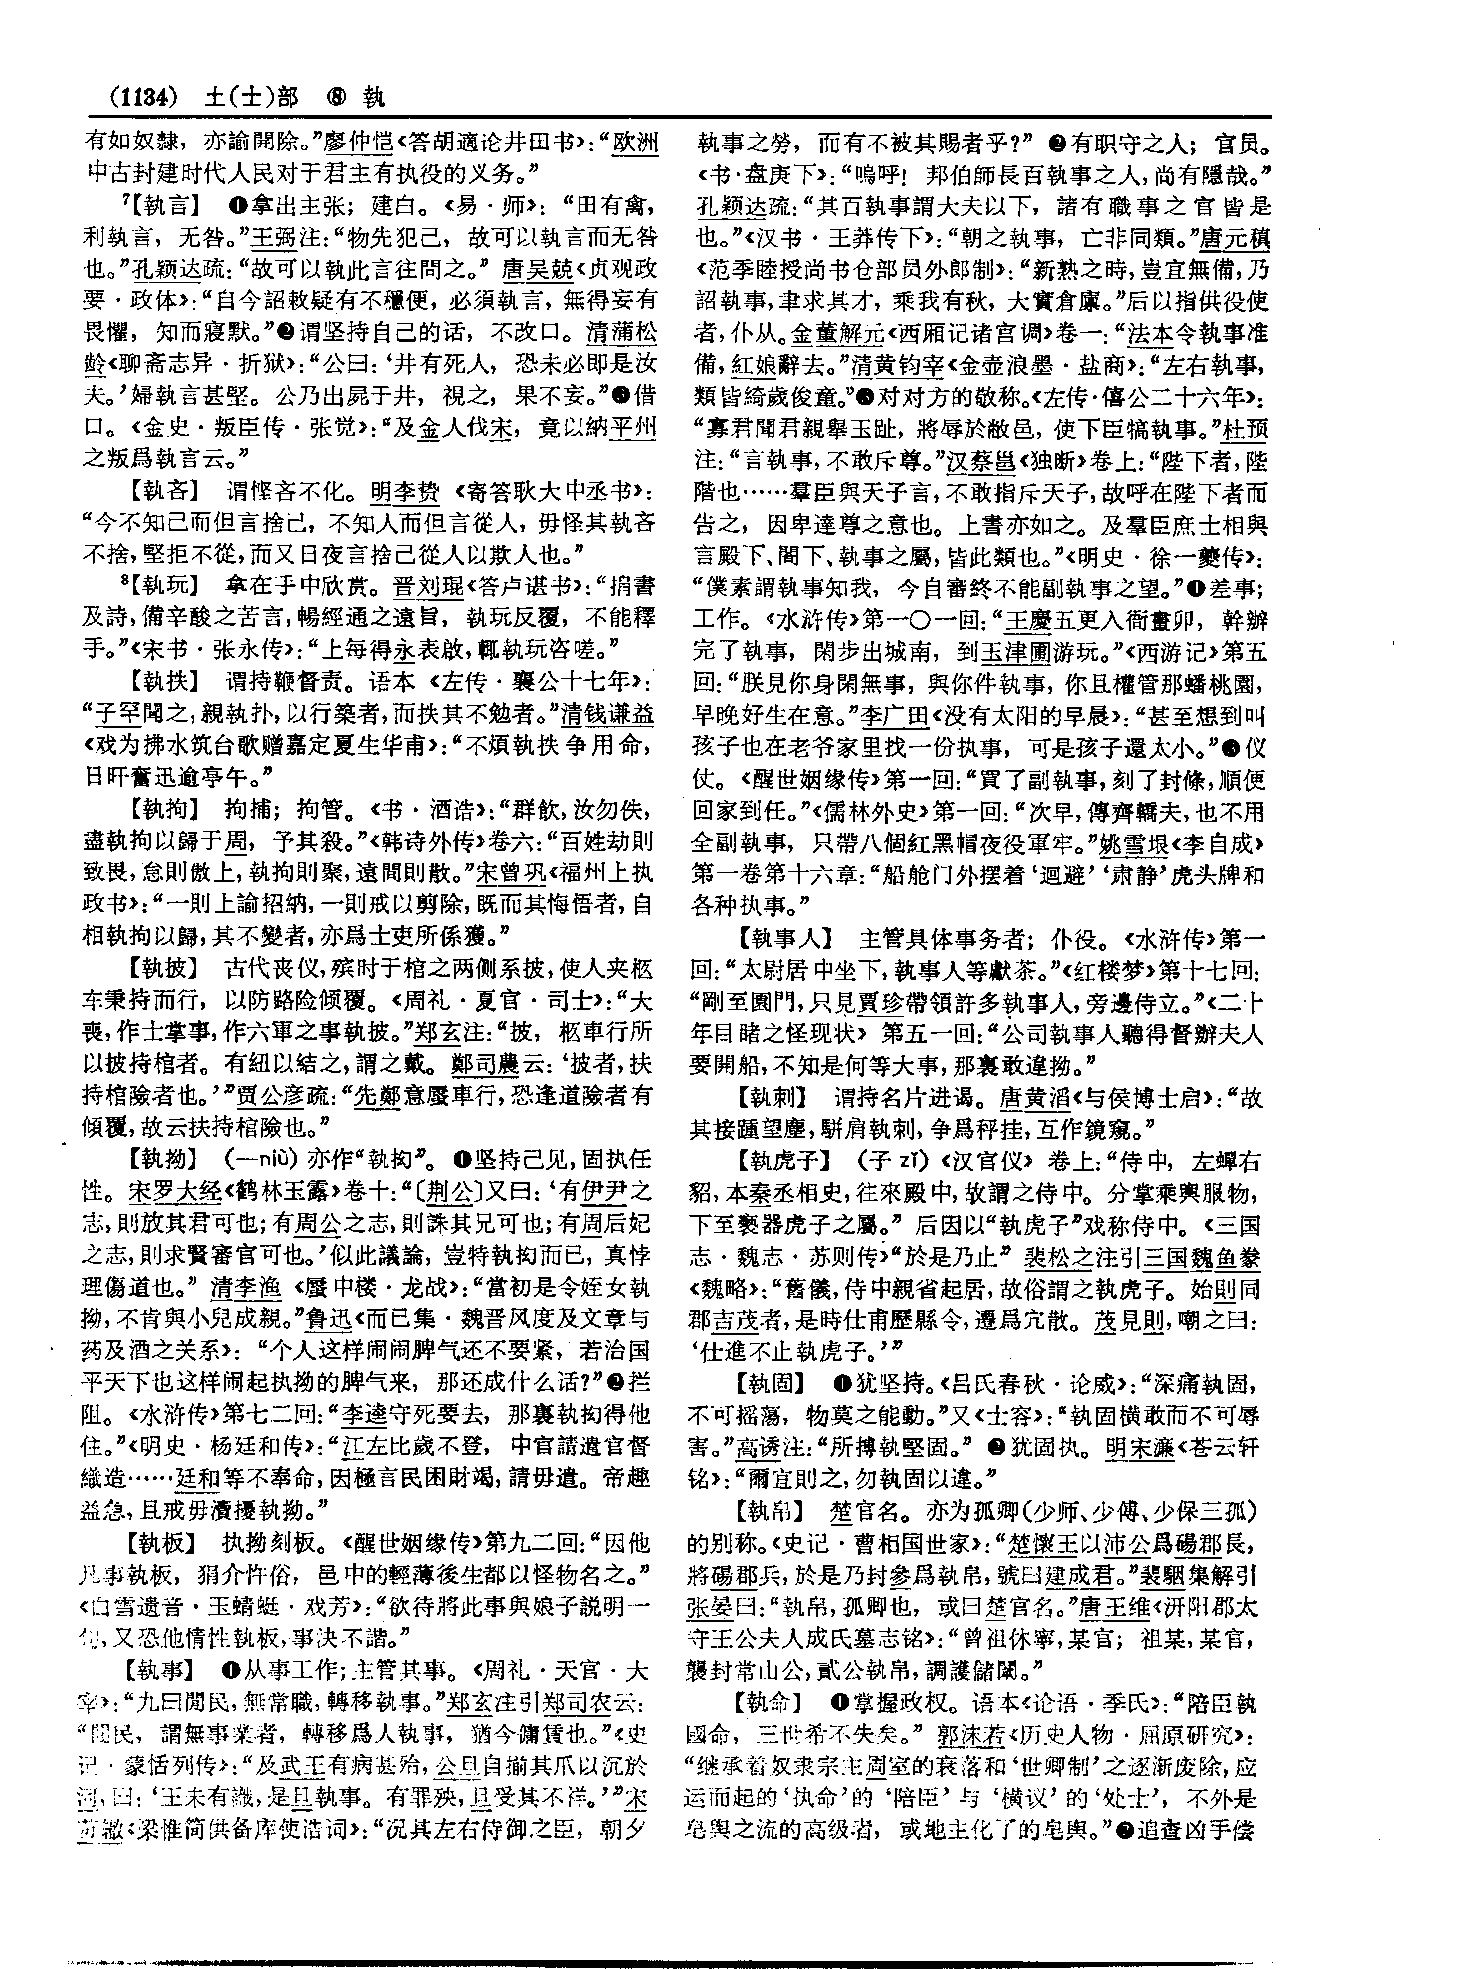 (1134) 土(士)部 ⑧ 執
有如奴隸，亦諭開除。”廖仲恺《答胡適论井田书》：“欧洲
中古封建时代人民对于君主有执役的义务。”
⁷【執言】 ❶拿出主张；建白。《易·师》：“田有禽，
利執言，无咎。”王弼注：“物先犯己，故可以執言而无咎
也。”孔颖达疏：“故可以執此言往問之。”唐吴兢《贞观政
要·政体》：“自今詔敕疑有不穩便，必須執言，無得妄有
畏懼，知而寢默。”❷谓坚持自己的话，不改口。清蒲松
龄《聊斋志异·折狱》：“公曰：‘井有死人，恐未必即是汝
夫。’婦執言甚堅。公乃出屍于井，視之，果不妄。”❸借
口。《金史·叛臣传·张觉》：“及金人伐宋，竟以納平州
之叛爲執言云。”
【執吝】 谓悭吝不化。明李贽《寄答耿大中丞书》：
“今不知己而但言捨己，不知人而但言從人，毋怪其執吝
不捨，堅拒不從，而又日夜言捨己從人以欺人也。”
⁸【執玩】 拿在手中欣赏。晋刘琨《答卢谌书》：“損書
及詩，備辛酸之苦言，暢經通之遠旨，執玩反覆，不能釋
手。”《宋书·张永传》：“上每得永表啟，輒執玩咨嗟。”
【執抶】 谓持鞭督责。语本《左传·襄公十七年》：
“子罕聞之，親執扑，以行築者，而抶其不勉者。”清钱谦益
《戏为拂水筑台歌赠嘉定夏生华甫》：“不煩執抶争用命，
日旰奮迅逾亭午。”
【執拘】 拘捕；拘管。《书·酒诰》：“群飲，汝勿佚，
盡執拘以歸于周，予其殺。”《韩诗外传》卷六：“百姓劫則
致畏，怠則傲上，執拘則聚，遠間則散。”宋曾巩《福州上执
政书》：“一則上諭招納，一則戒以剪除，既而其悔悟者，自
相執拘以歸，其不變者，亦爲士吏所係獲。”
【執披】 古代丧仪，殡时于棺之两侧系披，使人夹柩
车秉持而行，以防路险倾覆。《周礼·夏官·司士》：“大
喪，作士掌事，作六軍之事執披。”郑玄注：“披，柩車行所
以披持棺者。有紐以結之，謂之戴。鄭司農云：‘披者，扶
持棺險者也。’”贾公彦疏：“先鄭意蜃車行，恐逢道險者有
傾覆，故云扶持棺險也。”
【執拗】 (—niù)亦作“執抝”。❶坚持己见，固执任
性。宋罗大经《鹤林玉露》卷十：“〔荆公〕又曰：‘有伊尹之
志，則放其君可也；有周公之志，則誅其兄可也；有周后妃
之志，則求賢審官可也。’似此議論，豈特執抝而已，真悖
理傷道也。”清李渔《蜃中楼·龙战》：“當初是令姪女執
拗，不肯與小兒成親。”鲁迅《而已集·魏晋风度及文章与
药及酒之关系》：“个人这样闹闹脾气还不要紧，若治国
平天下也这样闹起执拗的脾气来，那还成什么话？”❷拦
阻。《水浒传》第七二回：“李逵守死要去，那裏執抝得他
住。”《明史·杨廷和传》：“江左比歲不登，中官請遣官督
織造……廷和等不奉命，因極言民困財竭，請毋遣。帝趣
益急，且戒毋瀆擾執拗。”
【執板】 执拗刻板。《醒世姻缘传》第九二回：“因他
凡事執板，狷介忤俗，邑中的輕薄後生都以怪物名之。”
《白雪遗音·玉蜻蜓·戏芳》：“欲待將此事與娘子説明一
句，又恐他情性執板，事決不諧。”
【執事】 ❶从事工作；主管其事。《周礼·天官·大
宰》：“九曰閒民，無常職，轉移執事。”郑玄注引郑司农云：
“閒民，謂無事業者，轉移爲人執事，猶今傭賃也。”《史
记·蒙恬列传》：“及武王有病甚殆，公旦自揃其爪以沉於
河，曰：‘王未有識，是旦執事。有罪殃，旦受其不祥。’”宋
苏辙《梁惟简供备库使诰词》：“況其左右侍御之臣，朝夕
執事之勞，而有不被其賜者乎？”❷有职守之人；官员。
《书·盘庚下》：“嗚呼！邦伯師長百執事之人，尚有隱哉。”
孔颖达疏：“其百執事謂大夫以下，諸有職事之官皆是
也。”《汉书·王莽传下》：“朝之執事，亡非同類。”唐元稹
《范季睦授尚书仓部员外郎制》：“新熟之時，豈宜無備，乃
詔執事，聿求其才，乘我有秋，大實倉廩。”后以指供役使
者，仆从。金董解元《西厢记诸宫调》卷一：“法本令執事准
備，紅娘辭去。”清黄钧宰《金壶浪墨·盐商》：“左右執事，
類皆綺歲俊童。”❸对对方的敬称。《左传·僖公二十六年》：
“寡君聞君親舉玉趾，將辱於敝邑，使下臣犒執事。”杜预
注：“言執事，不敢斥尊。”汉蔡邕《独断》卷上：“陛下者，陛
階也……羣臣與天子言，不敢指斥天子，故呼在陛下者而
告之，因卑達尊之意也。上書亦如之。及羣臣庶士相與
言殿下、閤下、執事之屬，皆此類也。”《明史·徐一夔传》：
“僕素謂執事知我，今自審終不能副執事之望。”❹差事；
工作。《水浒传》第一〇一回：“王慶五更入衙畫卯，幹辦
完了執事，閑步出城南，到玉津圃游玩。”《西游记》第五
回：“朕見你身閑無事，與你件執事，你且權管那蟠桃園，
早晚好生在意。”李广田《没有太阳的早晨》：“甚至想到叫
孩子也在老爷家里找一份执事，可是孩子還太小。”❺仪
仗。《醒世姻缘传》第一回：“買了副執事，刻了封條，順便
回家到任。”《儒林外史》第一回：“次早，傳齊轎夫，也不用
全副執事，只帶八個紅黑帽夜役軍牢。”姚雪垠《李自成》
第一卷第十六章：“船舱门外摆着‘迴避’‘肃静’虎头牌和
各种执事。”
【執事人】 主管具体事务者；仆役。《水浒传》第一
回：“太尉居中坐下，執事人等獻茶。”《红楼梦》第十七回：
“剛至園門，只見賈珍帶領許多執事人，旁邊侍立。”《二十
年目睹之怪现状》第五一回：“公司執事人聽得督辦夫人
要開船，不知是何等大事，那裏敢違拗。”
【執刺】 谓持名片进谒。唐黄滔《与侯博士启》：“故
其接踵望塵，駢肩執刺，争爲秤挂，互作鏡窺。”
【執虎子】 (子 zǐ)《汉官仪》卷上：“侍中，左蟬右
貂，本秦丞相史，往來殿中，故謂之侍中。分掌乘輿服物，
下至褻器虎子之屬。”后因以“執虎子”戏称侍中。《三国
志·魏志·苏则传》“於是乃止”裴松之注引三国魏鱼豢
《魏略》：“舊儀，侍中親省起居，故俗謂之執虎子。始則同
郡吉茂者，是時仕甫歷縣令，遷爲宂散。茂見則，嘲之曰：
‘仕進不止執虎子。’”
【執固】 ❶犹坚持。《吕氏春秋·论威》：“深痛執固，
不可摇蕩，物莫之能動。”又《士容》：“執固横敢而不可辱
害。”高诱注：“所搏執堅固。”❷犹固执。明宋濂《苍云轩
铭》：“爾宜則之，勿執固以違。”
【執帛】 楚官名。亦为孤卿(少师、少傅、少保三孤)
的别称。《史记·曹相国世家》：“楚懷王以沛公爲碭郡長，
將碭郡兵，於是乃封參爲執帛，號曰建成君。”裴駰集解引
张晏曰：“執帛，孤卿也，或曰楚官名。”唐王维《汧阳郡太
守王公夫人成氏墓志铭》：“曾祖休寧，某官；祖某，某官，
襲封常山公，貳公執帛，調護儲闈。”
【執命】 ❶掌握政权。语本《论语·季氏》：“陪臣執
國命，三世希不失矣。”郭沫若《历史人物·屈原研究》：
“继承着奴隶宗主周室的衰落和‘世卿制’之逐渐废除，应
运而起的‘执命’的‘陪臣’与‘横议’的‘处士’，不外是
皂舆之流的高级者，或地主化了的皂舆。”❷追查凶手偿